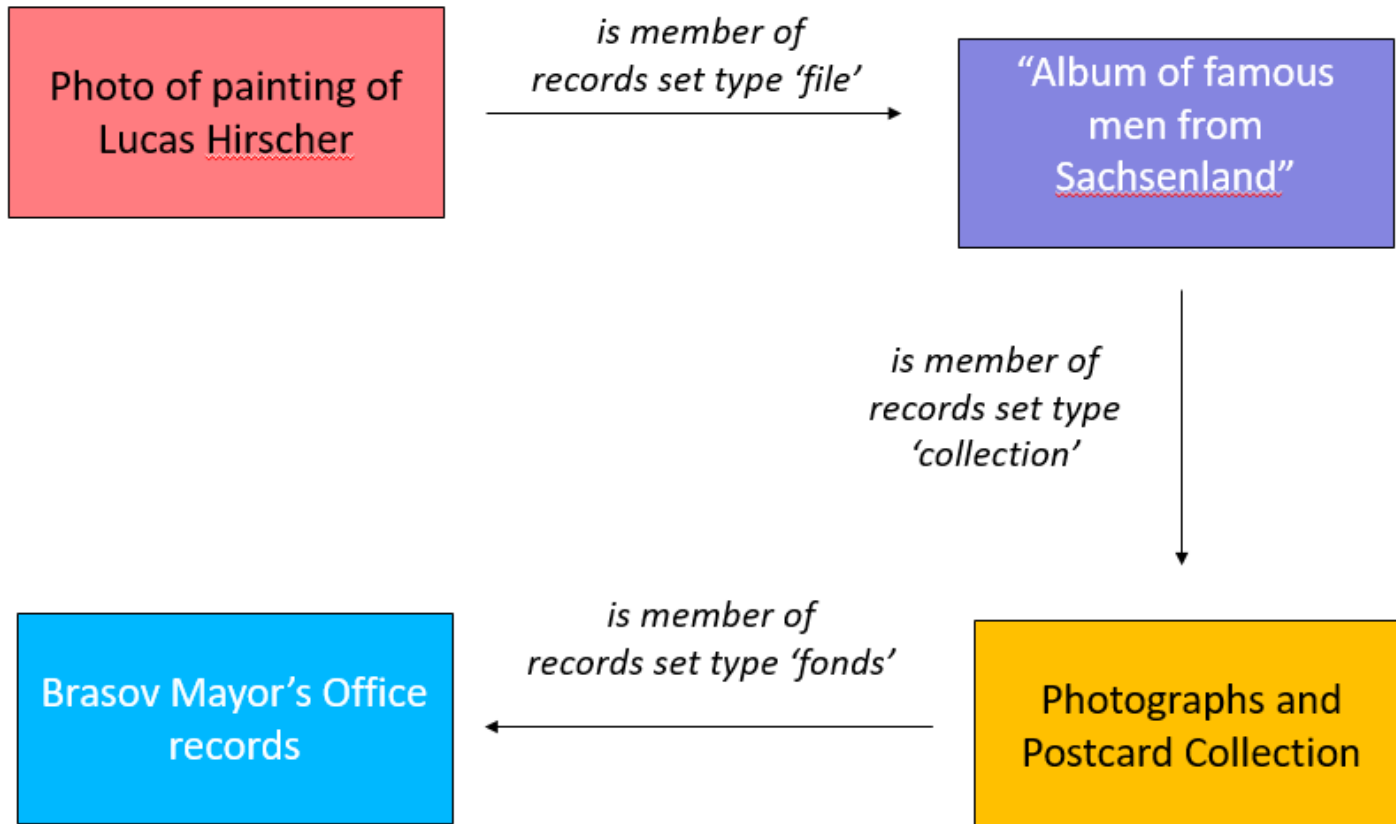 Photo of painting of
Lucas Hirscher
is member of
records set type ‘file’
“Album of famous
men from
Sachsenland”
is member of
records set type
‘collection’
Photographs and
Postcard Collection
is member of
records set type ‘fonds’
Brasov Mayor’s Office
records